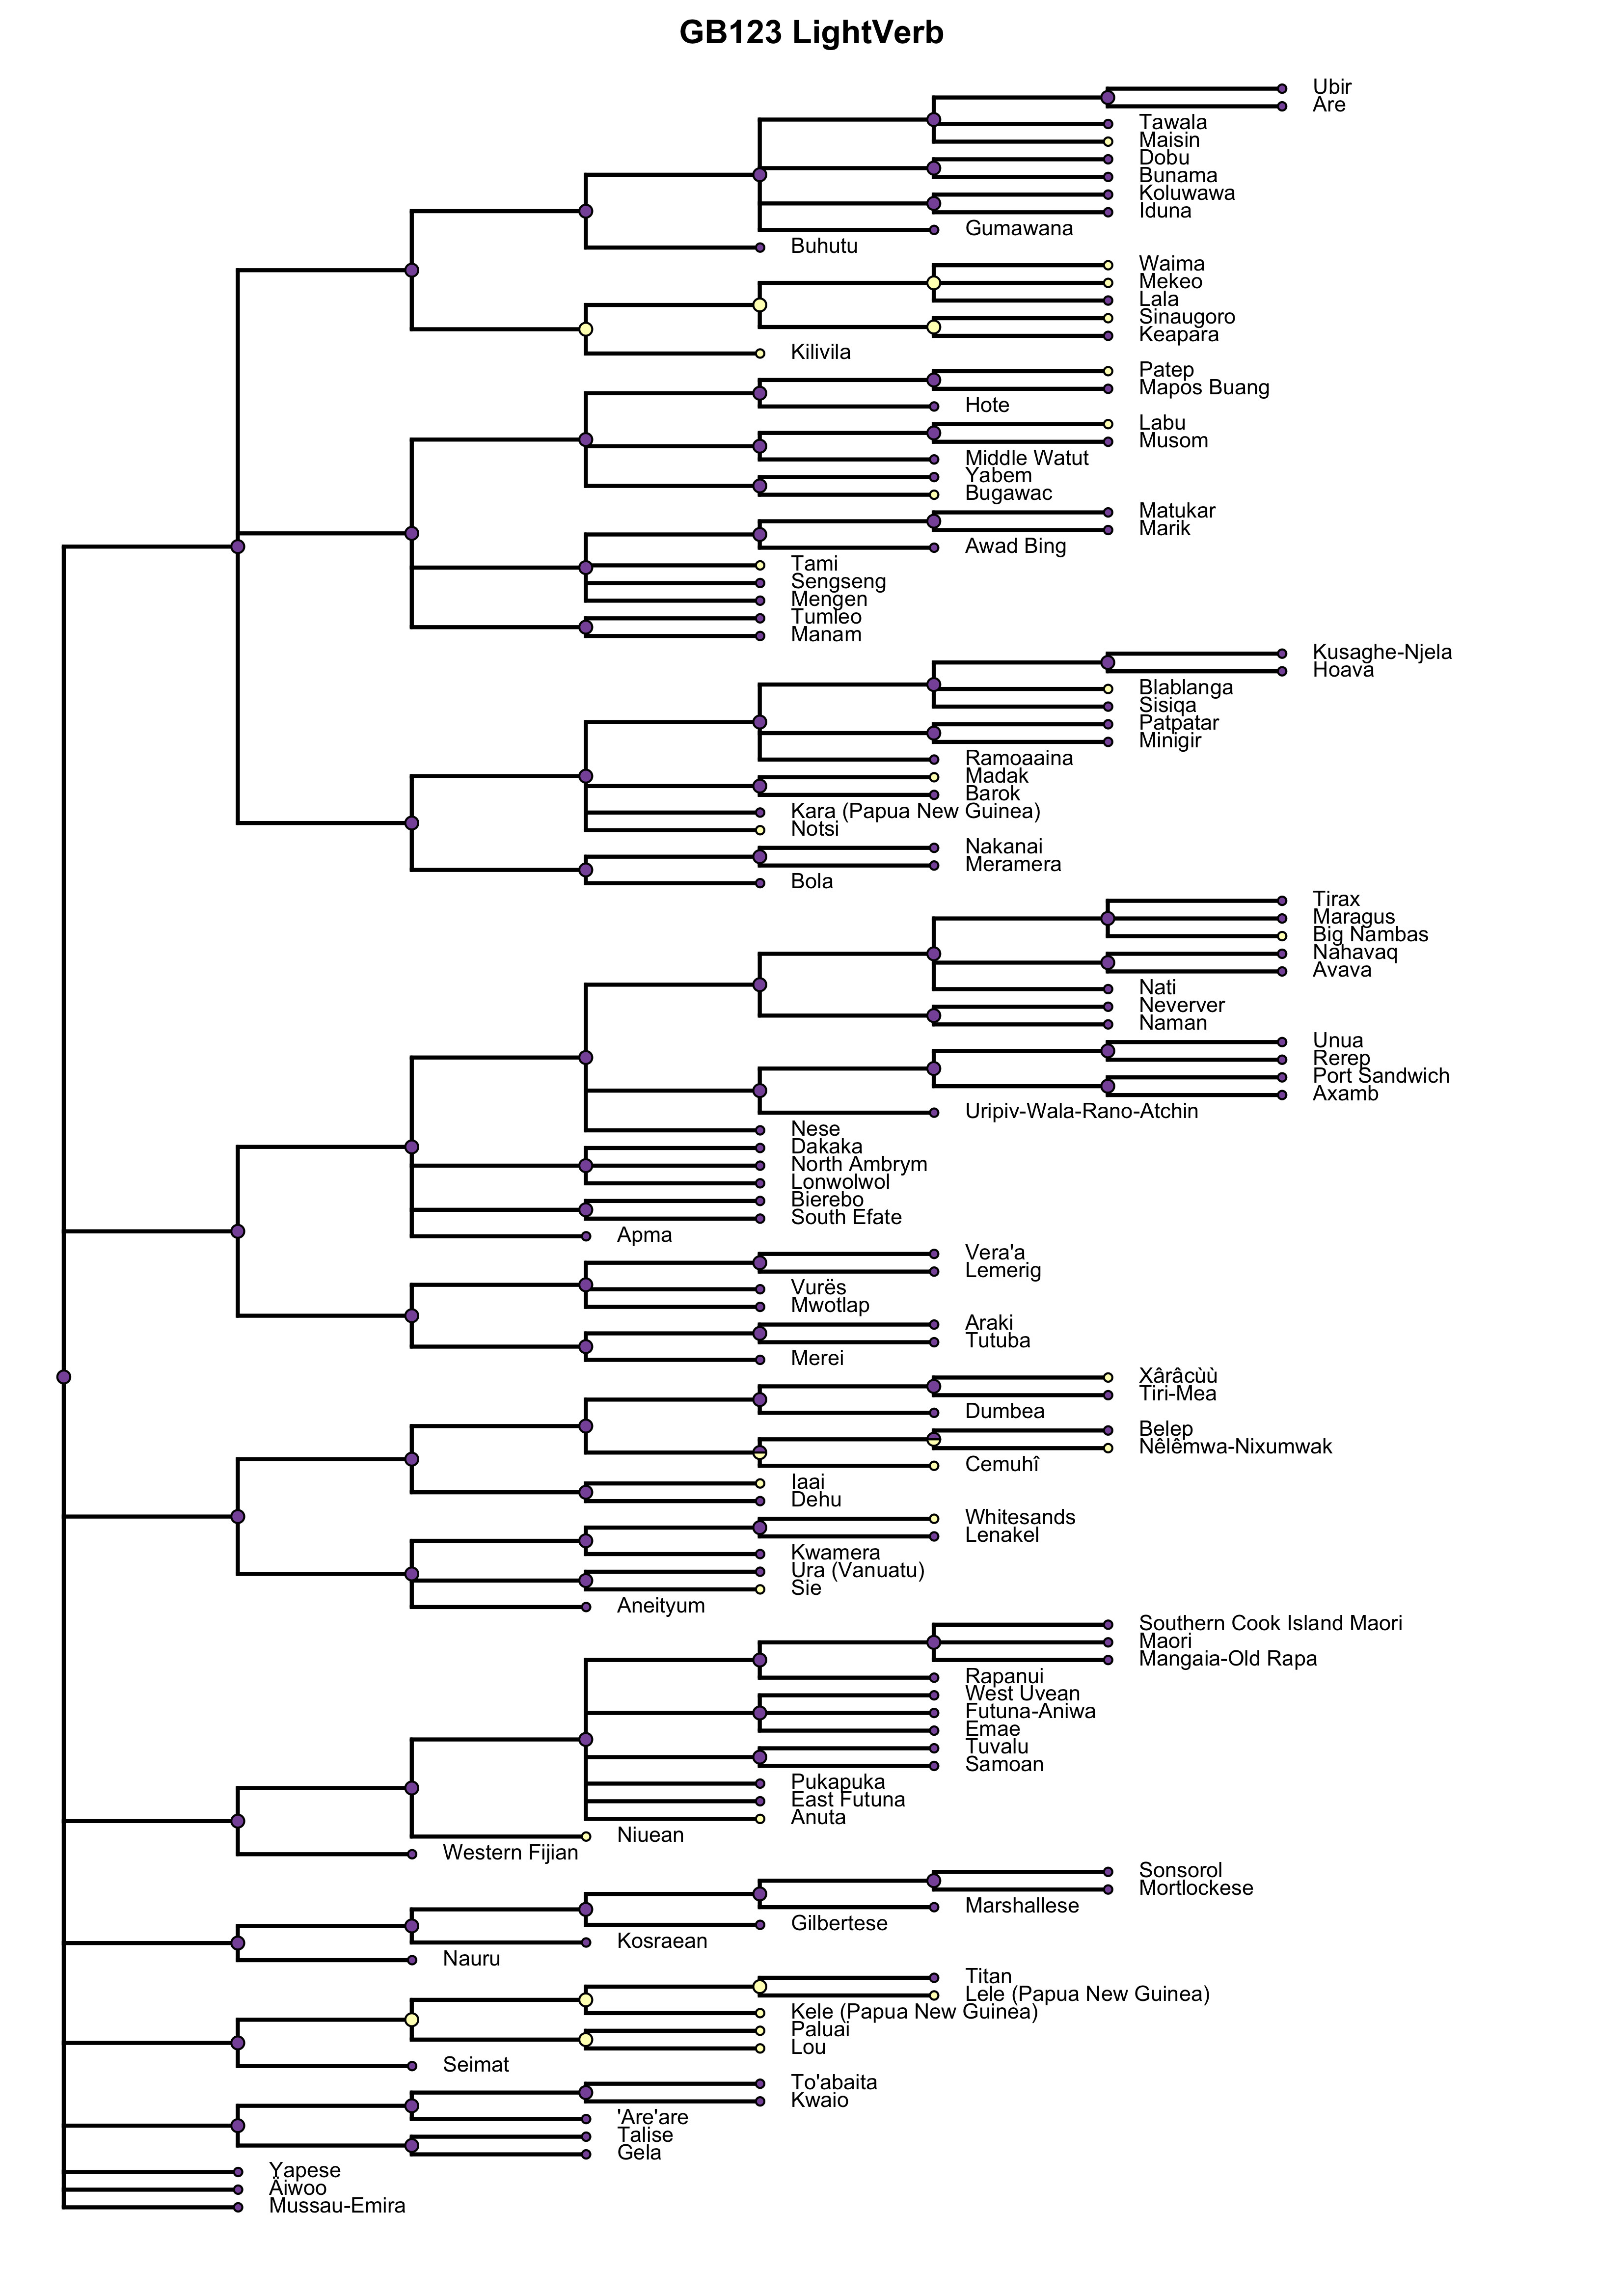 GB123 LightVerb
Ubir
Are
Tawala
Maisin
Dobu
Bunama
Koluwawa
Iduna
Gumawana
Buhutu
Waima
Mekeo
Lala
Sinaugoro
Keapara
Kilivila
Patep
Mapos Buang
Hote
Labu
Musom
Middle Watut
Yabem
Bugawac
Matukar
Marik
Awad Bing
Tami
Sengseng
Mengen
Tumleo
Manam
Kusaghe-Njela
Hoava
Blablanga
Sisiqa
Patpatar
Minigir
Ramoaaina
Madak
Barok
Kara (Papua New Guinea)
Notsi
Nakanai
Meramera
Bola
Tirax
Maragus
Big Nambas
Nahavaq
Avava
Nati
Neverver
Naman
Unua
Rerep
Port Sandwich
Axamb
Uripiv-Wala-Rano-Atchin
Nese
Dakaka
North Ambrym
Lonwolwol
Bierebo
South Efate
Apma
Vera'a
Lemerig
Vurës
Mwotlap
Araki
Tutuba
Merei
Xârâcùù
Tiri-Mea
Dumbea
Belep
Nêlêmwa-Nixumwak
Cemuhî
Iaai
Dehu
Whitesands
Lenakel
Kwamera
Ura (Vanuatu)
Sie
Aneityum
Southern Cook Island Maori
Maori
Mangaia-Old Rapa
Rapanui
West Uvean
Futuna-Aniwa
Emae
Tuvalu
Samoan
Pukapuka
East Futuna
Anuta
Niuean
Western Fijian
Sonsorol
Mortlockese
Marshallese
Gilbertese
Kosraean
Nauru
Titan
Lele (Papua New Guinea)
Kele (Papua New Guinea)
Paluai
Lou
Seimat
To'abaita
Kwaio
'Are'are
Talise
Gela
Yapese
Äiwoo
Mussau-Emira